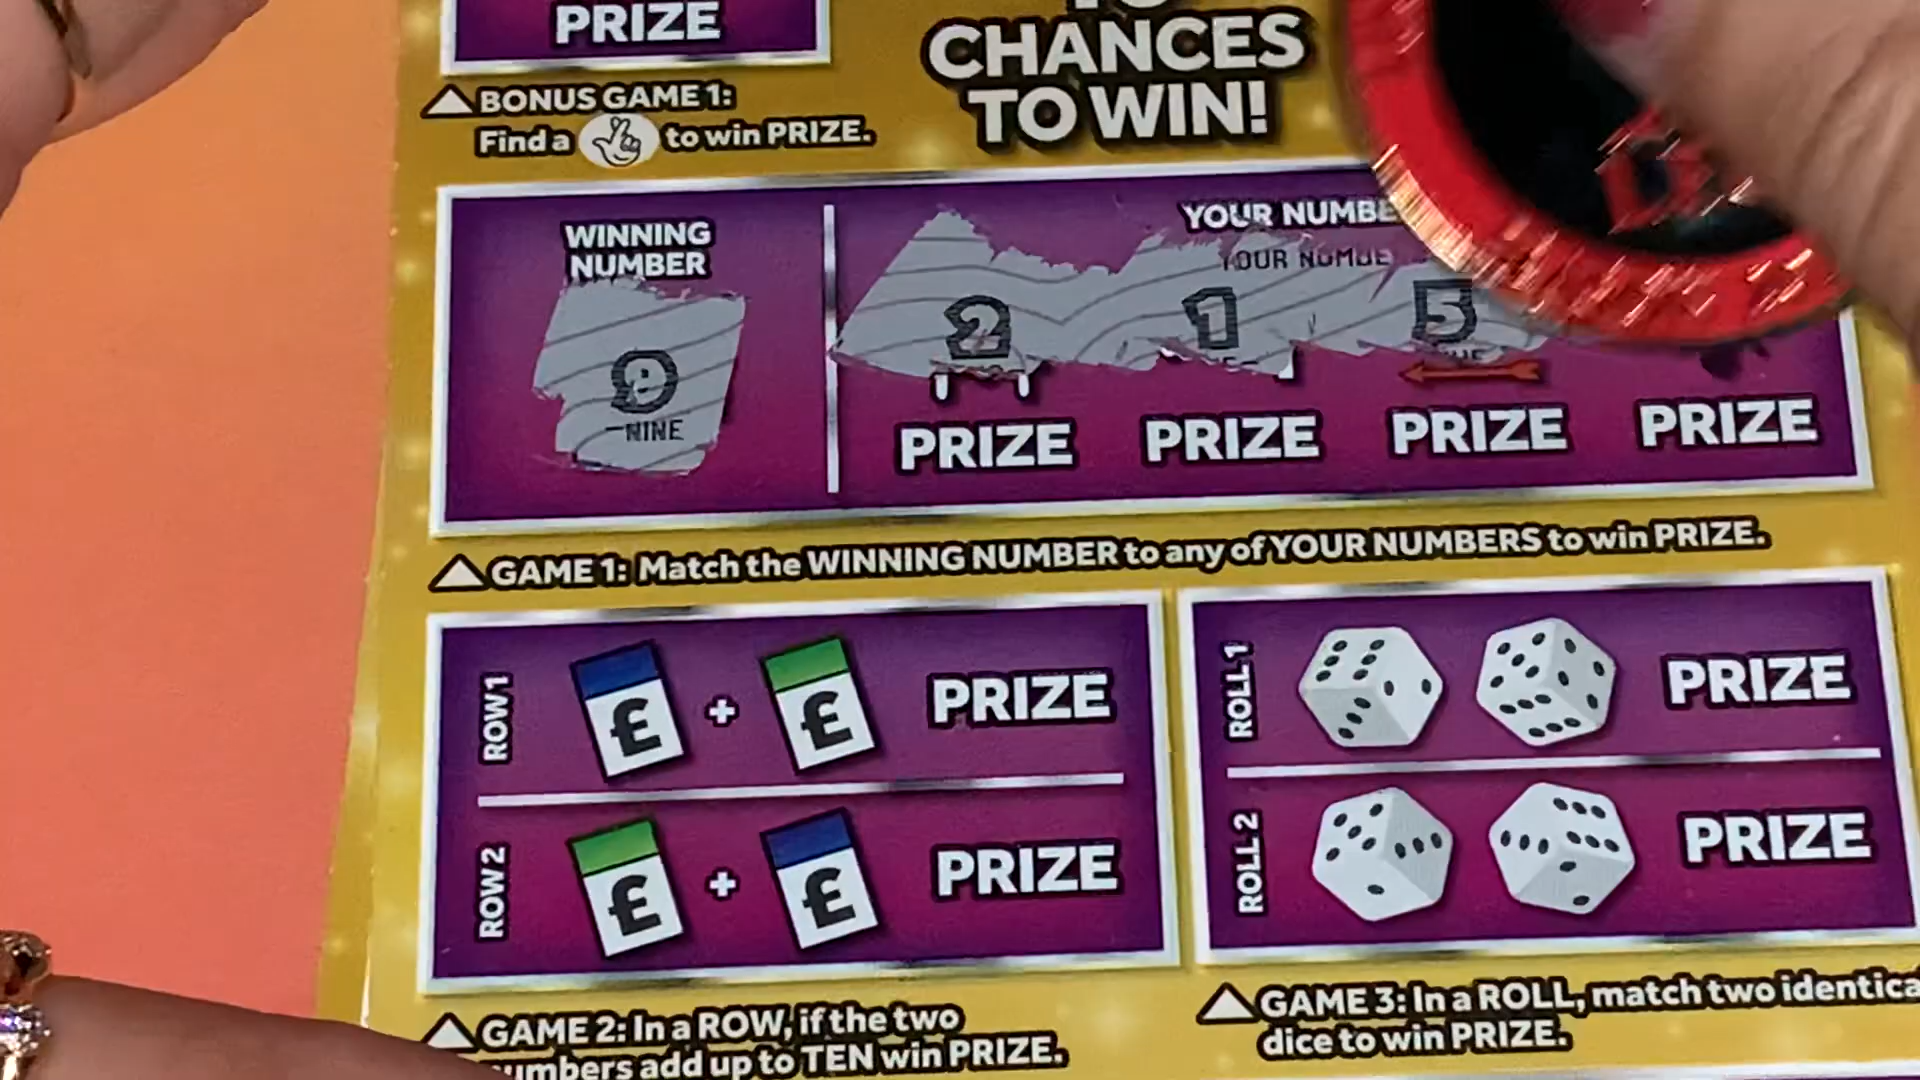 PRIZE
CHANCES
TO WIN!
BONUS GAME 1:
Find a to win PRIZE.
WINNING
NUMBER
YOUR NUMBE
YOUR NUMBE
9
NINE
2
1
5
PRIZE PRIZE PRIZE PRIZE
GAME 1: Match the WINNING NUMBER to any of YOUR NUMBERS to win PRIZE.
ROW 1 £ + £ PRIZE
ROW 2 £ + £ PRIZE
ROLL 1 PRIZE
ROLL 2 PRIZE
GAME 2: In a ROW, if the two
numbers add up to TEN win PRIZE.
GAME 3: In a ROLL, match two identica
dice to win PRIZE.